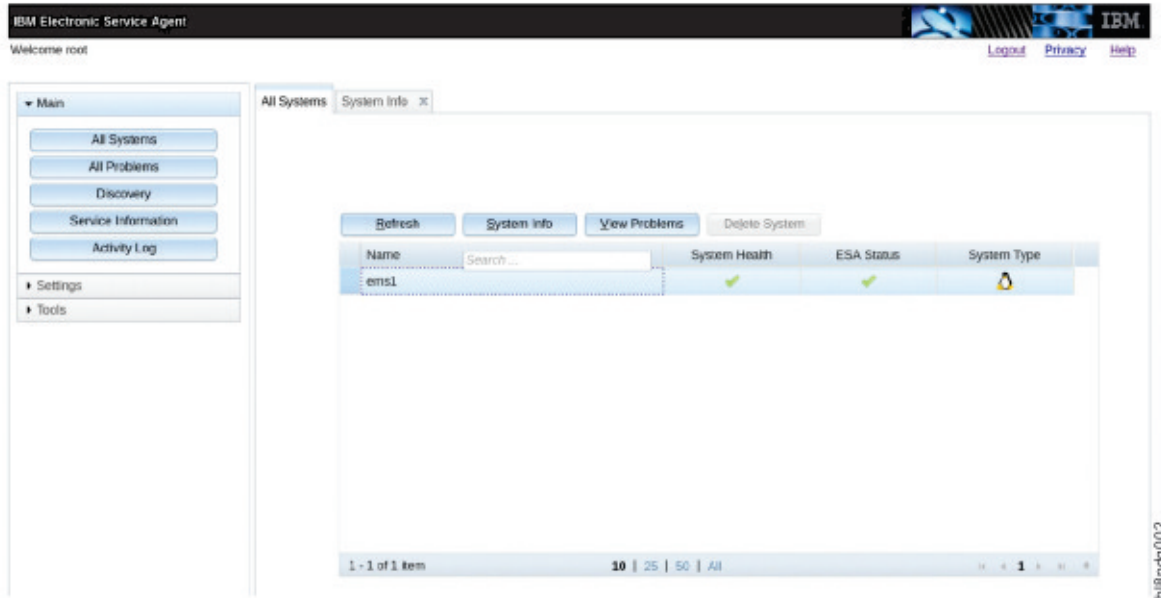 IBM Electronic Service Agent
IBM
Welcome root
Logout Privacy Help
Main
All Systems
All Problems
Discovery
Service Information
Activity Log
Settings
Tools
All Systems System Info
Refresh System Info View Problems Delete System
Name Search ... System Health ESA Status System Type
ems1
1 - 1 of 1 item 10 | 25 | 50 | All 1